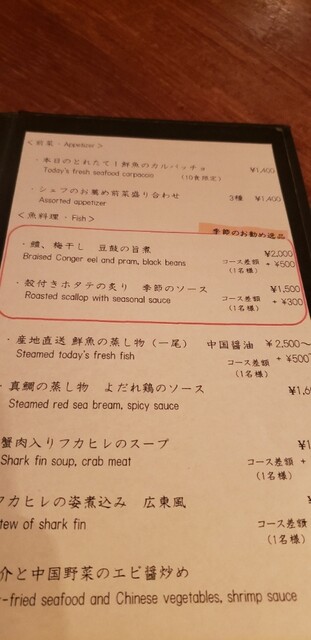 <前菜・Appetizer>
・本日のとれたて!鮮魚のカルパッチョ ¥1,400
Today's fresh seafood carpacon (10食限定)
・シェフのお薦め前菜盛り合わせ 3種 ¥1,400
Assorted appetizer
<魚料理・Fish>
季節のお勧め逸品
・鱧、梅干し 豆鼓の旨煮 ¥2,000
Braised Conger eel and pram, black beans コース差額 + ¥500
(1名様)
・殻付きホタテの炙り 季節のソース ¥1,500
Roasted scallop with seasonal sauce コース差額 + ¥300
(1名様)
・産地直送 鮮魚の蒸し物 (一尾) 中国醤油 ¥2,500〜
Steamed today's fresh fish コース差額 + ¥500
(1名様)
・真鯛の蒸し物 よだれ鶏のソース
Steamed red sea bream, spicy sauce
蟹肉入りフカヒレのスープ
Shark fin soup, crab meat コース差額 +
(1名様)
フカヒレの姿煮込み 広東風
tew of shark fin コース差額
(1名様)
介と中国野菜のエビ醤炒め
-fried seafood and Chinese vegetables, shrimp sauce